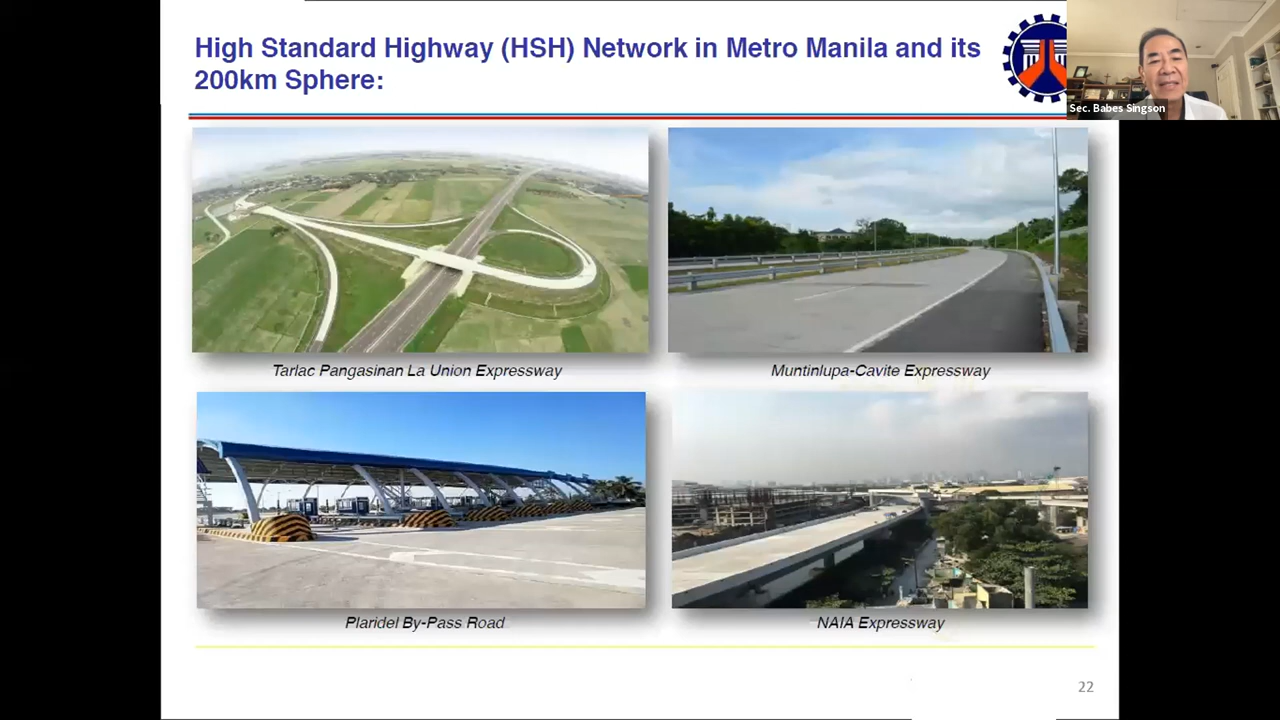 High Standard Highway (HSH) Network in Metro Manila and its
200km Sphere:
Sec. Babes Singson
Tarlac Pangasinan La Union Expressway
Muntinlupa-Cavite Expressway
Plaridel By-Pass Road
NAIA Expressway
22